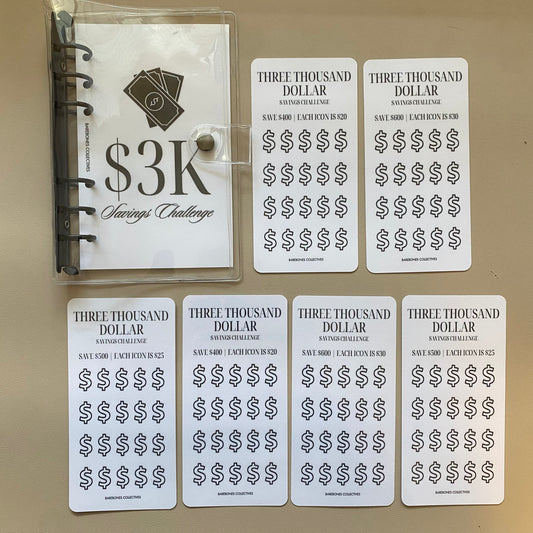 BAREBONES COLLECTIVES
$3K
Savings Challenge
THREE THOUSAND
DOLLAR
SAVINGS CHALLENGE
SAVE $400 | EACH ICON IS $20
$ $ $ $ $
$ $ $ $ $
$ $ $ $ $
$ $ $ $ $
BAREBONES COLLECTIVES
THREE THOUSAND
DOLLAR
SAVINGS CHALLENGE
SAVE $600 | EACH ICON IS $30
$ $ $ $ $
$ $ $ $ $
$ $ $ $ $
$ $ $ $ $
BAREBONES COLLECTIVES
THREE THOUSAND
DOLLAR
SAVINGS CHALLENGE
SAVE $500 | EACH ICON IS $25
$ $ $ $ $
$ $ $ $ $
$ $ $ $ $
$ $ $ $ $
BAREBONES COLLECTIVES
THREE THOUSAND
DOLLAR
SAVINGS CHALLENGE
SAVE $400 | EACH ICON IS $20
$ $ $ $ $
$ $ $ $ $
$ $ $ $ $
$ $ $ $ $
BAREBONES COLLECTIVES
THREE THOUSAND
DOLLAR
SAVINGS CHALLENGE
SAVE $600 | EACH ICON IS $30
$ $ $ $ $
$ $ $ $ $
$ $ $ $ $
$ $ $ $ $
BAREBONES COLLECTIVES
THREE THOUSAND
DOLLAR
SAVINGS CHALLENGE
SAVE $500 | EACH ICON IS $25
$ $ $ $ $
$ $ $ $ $
$ $ $ $ $
$ $ $ $ $
BAREBONES COLLECTIVES